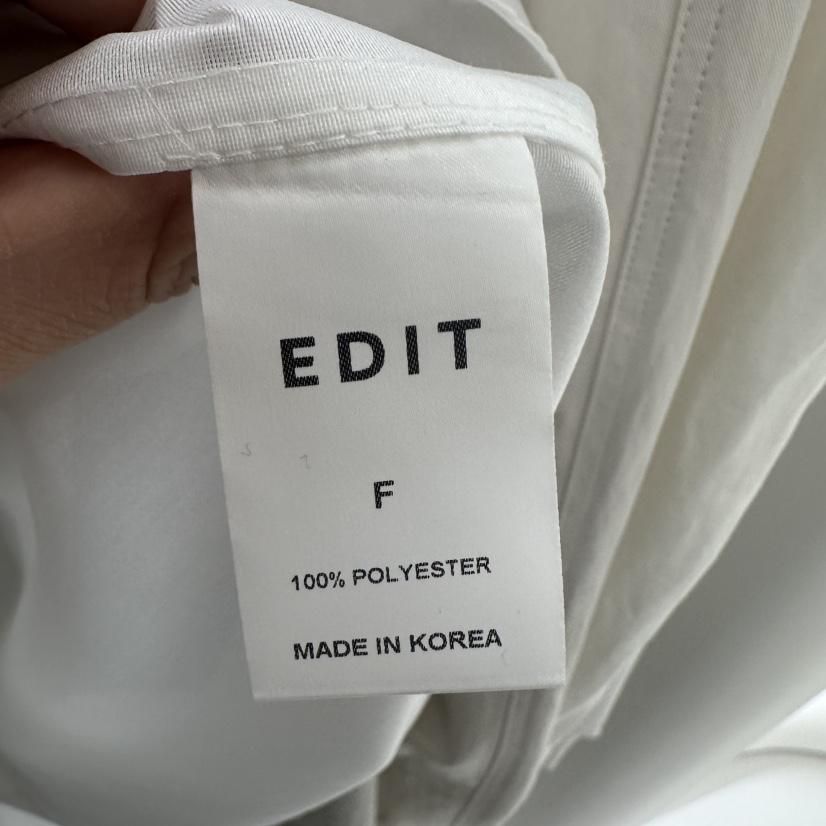 EDIT
F
100% POLYESTER
MADE IN KOREA